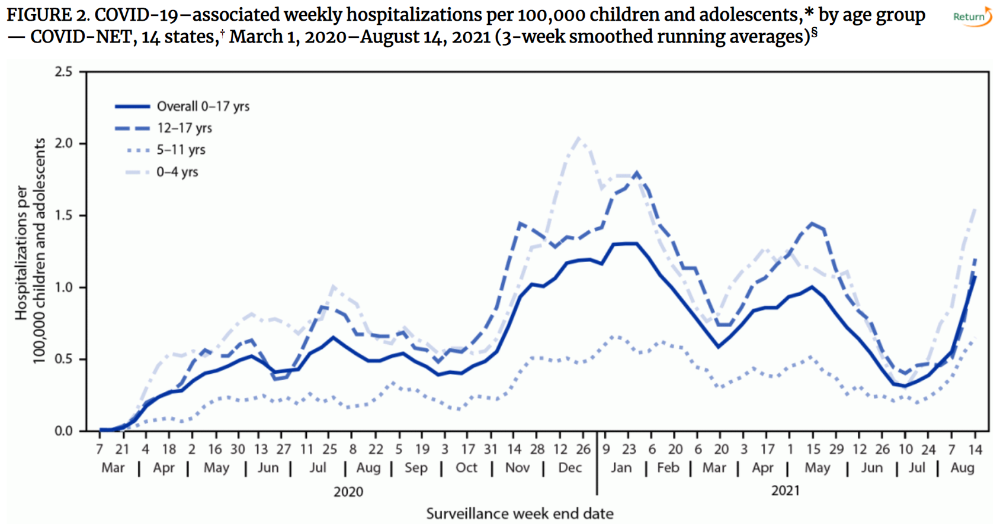 FIGURE 2. COVID-19–associated weekly hospitalizations per 100,000 children and adolescents,* by age group
— COVID-NET, 14 states,† March 1, 2020–August 14, 2021 (3-week smoothed running averages)§
Return
2.5
2.0
1.5
1.0
0.5
0.0
Hospitalizations per
100,000 children and adolescents
Overall 0–17 yrs
12–17 yrs
5–11 yrs
0–4 yrs
7 21 4 18 2 16 30 13 27 11 25 8 22 5 19 3 17 31 14 28 12 26 9 23 6 20 6 20 3 17 1 15 29 12 26 10 24 7 14
Mar Apr May Jun Jul Aug Sep Oct Nov Dec Jan Feb Mar Apr May Jun Jul Aug
2020 2021
Surveillance week end date